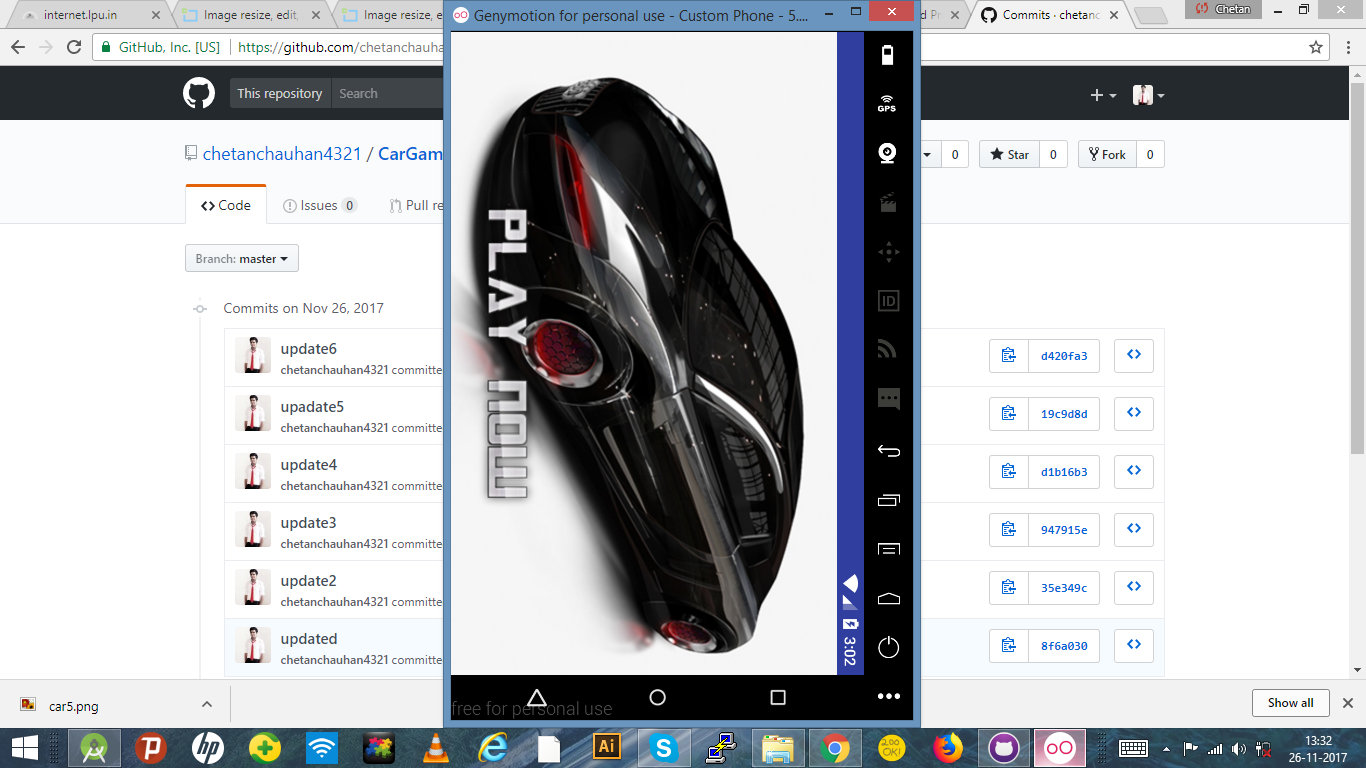 internet.lpu.in
Image resize, edit,
Image resize, e
Genymotion for personal use - Custom Phone - 5....
d Pr
Commits · chetanc
Chetan
GitHub, Inc. [US]
https://github.com/chetanchauha
This repository
Search
chetanchauhan4321 / CarGam
0
Star
0
Fork
0
Code
Issues 0
Pull re
Branch: master
Commits on Nov 26, 2017
update6
chetanchauhan4321 committe
d420fa3
upadate5
chetanchauhan4321 committe
19c9d8d
update4
chetanchauhan4321 committe
d1b16b3
update3
chetanchauhan4321 committe
947915e
update2
chetanchauhan4321 committe
35e349c
updated
chetanchauhan4321 committe
8f6a030
PLAY NOW
3:02
GPS
ID
free for personal use
car5.png
Show all
hp
Ai
200
OK!
13:32
26-11-2017